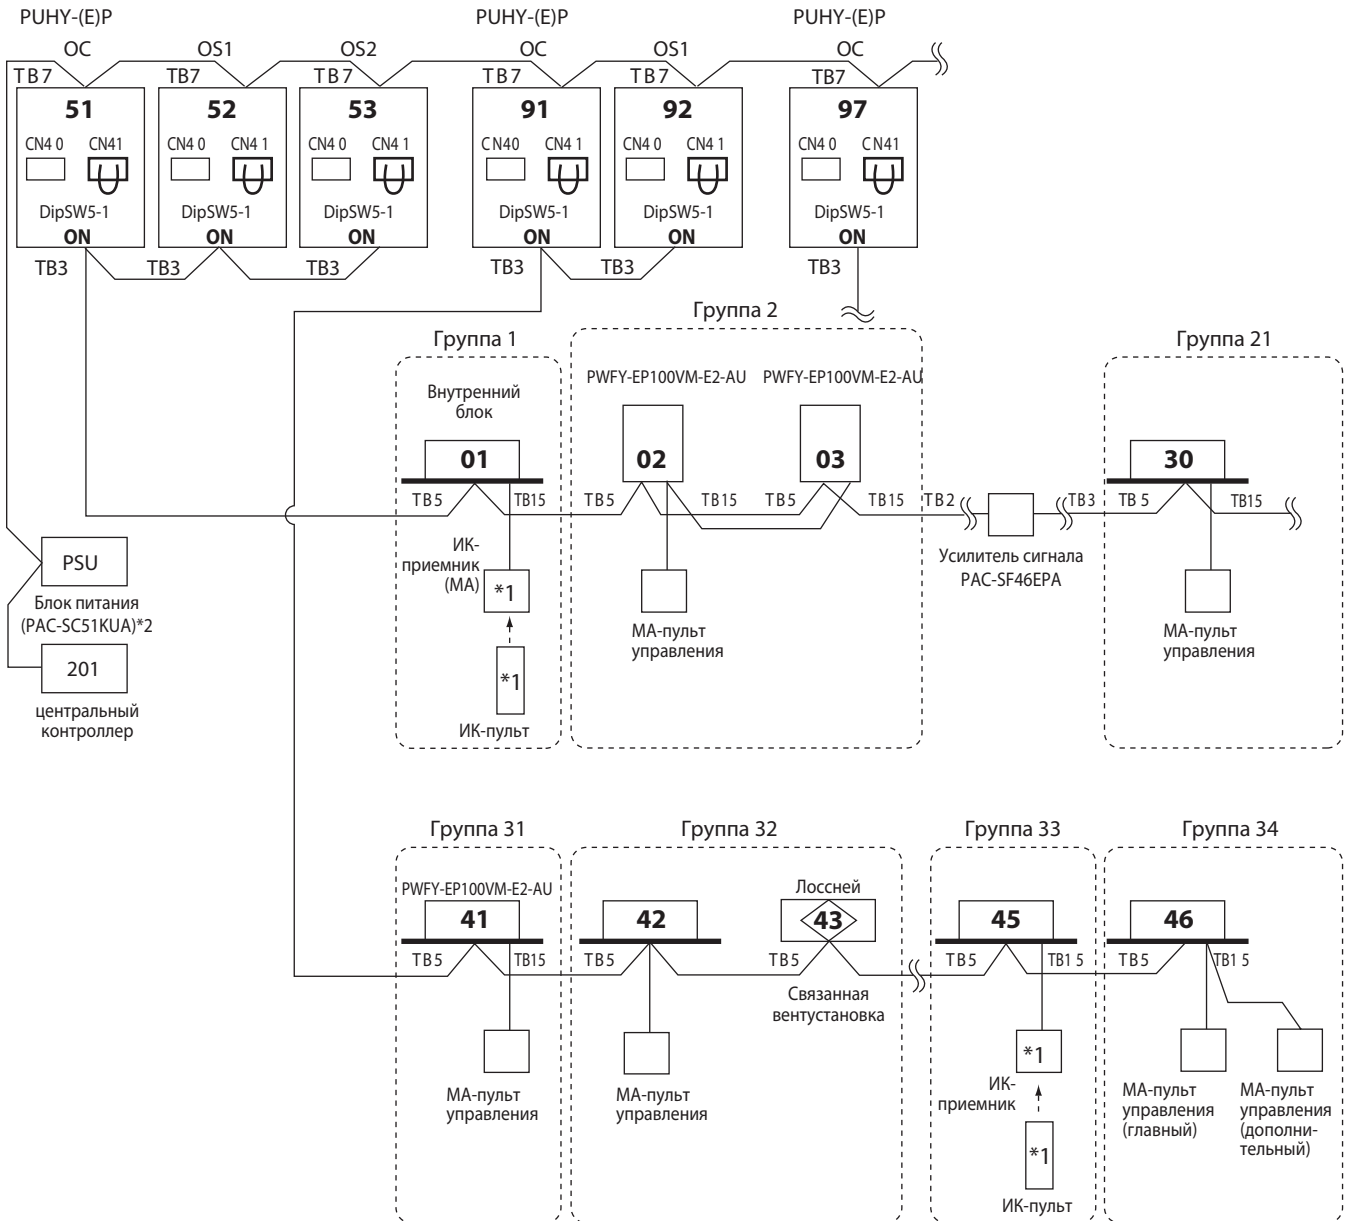 PUHY-(E)P PUHY-(E)P PUHY-(E)P
OC OS1 OS2 OC OS1 OC
TB7 TB7 TB7 TB7 TB7 TB7
51 52 53 91 92 97
CN40 CN41 CN40 CN41 CN40 CN41 CN40 CN41 CN40 CN41 CN40 CN41
DipSW5-1 DipSW5-1 DipSW5-1 DipSW5-1 DipSW5-1 DipSW5-1
ON ON ON ON ON ON
TB3 TB3 TB3 TB3 TB3 TB3
Группа 1 Группа 2 Группа 21
Внутренний
блок
PWFY-EP100VM-E2-AU PWFY-EP100VM-E2-AU
01 02 03 30
TB5 TB15 TB5 TB15 TB5 TB15 TB2 TB3 TB5 TB15
Усилитель сигнала
PAC-SF46EPA
ИК-
приемник
(MA)
*1
*1
ИК-пульт
МА-пульт
управления
МА-пульт
управления
PSU
Блок питания
(PAC-SC51KUA)*2
201
центральный
контроллер
Группа 31 Группа 32 Группа 33 Группа 34
PWFY-EP100VM-E2-AU
Лоссней
41 42 43 45 46
TB5 TB15 TB5 TB5 TB5 TB15 TB5 TB15
Связанная
вентустановка
МА-пульт
управления
МА-пульт
управления
*1
ИК-
приемник
*1
ИК-пульт
МА-пульт
управления
(главный)
МА-пульт
управления
(дополни-
тельный)